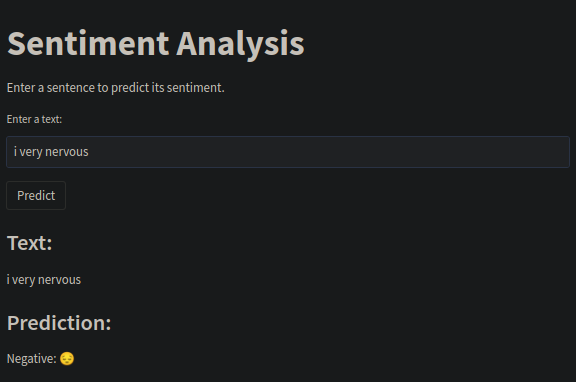 Sentiment Analysis
Enter a sentence to predict its sentiment.
Enter a text:
i very nervous
Predict
Text:
i very nervous
Prediction:
Negative: 😔